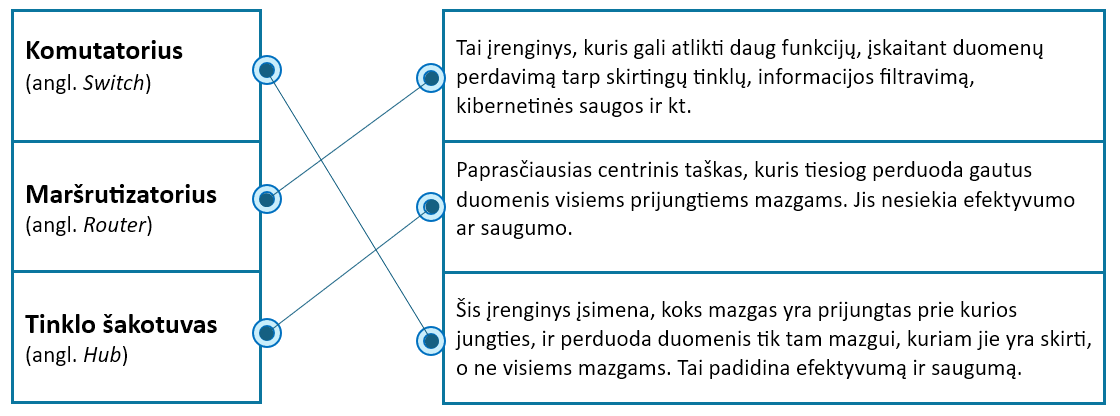 Komutatorius
(angl. Switch)
Tai įrenginys, kuris gali atlikti daug funkcijų, įskaitant duomenų
perdavimą tarp skirtingų tinklų, informacijos filtravimą,
kibernetinės saugos ir kt.
Maršrutizatorius
(angl. Router)
Paprasčiausias centrinis taškas, kuris tiesiog perduoda gautus
duomenis visiems prijungtiems mazgams. Jis nesiekia efektyvumo
ar saugumo.
Tinklo šakotuvas
(angl. Hub)
Šis įrenginys įsimena, koks mazgas yra prijungtas prie kurios
jungties, ir perduoda duomenis tik tam mazgui, kuriam jie yra skirti,
o ne visiems mazgams. Tai padidina efektyvumą ir saugumą.